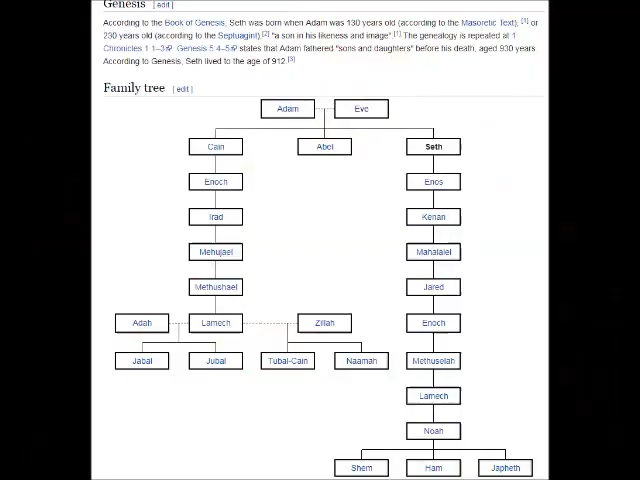 Genesis [ edit ]
According to the Book of Genesis, Seth was born when Adam was 130 years old (according to the Masoretic Text),[1] or
230 years old (according to the Septuagint),[2] "a son in his likeness and image".[1] The genealogy is repeated at 1
Chronicles 1:1–3. Genesis 5:4–5 states that Adam fathered "sons and daughters" before his death, aged 930 years.
According to Genesis, Seth lived to the age of 912.[3]
Family tree [ edit ]
Adam Eve
Cain Abel Seth
Enoch Enos
Irad Kenan
Mehujael Mahalalel
Methushael Jared
Adah Lamech Zillah Enoch
Jabal Jubal Tubal-Cain Naamah Methuselah
Lamech
Noah
Shem Ham Japheth